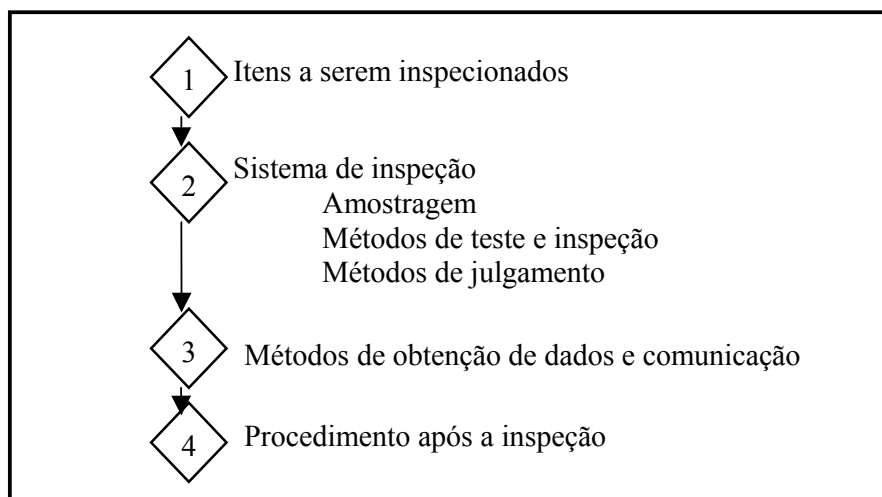 1 Itens a serem inspecionados
2 Sistema de inspeção
Amostragem
Métodos de teste e inspeção
Métodos de julgamento
3 Métodos de obtenção de dados e comunicação
4 Procedimento após a inspeção